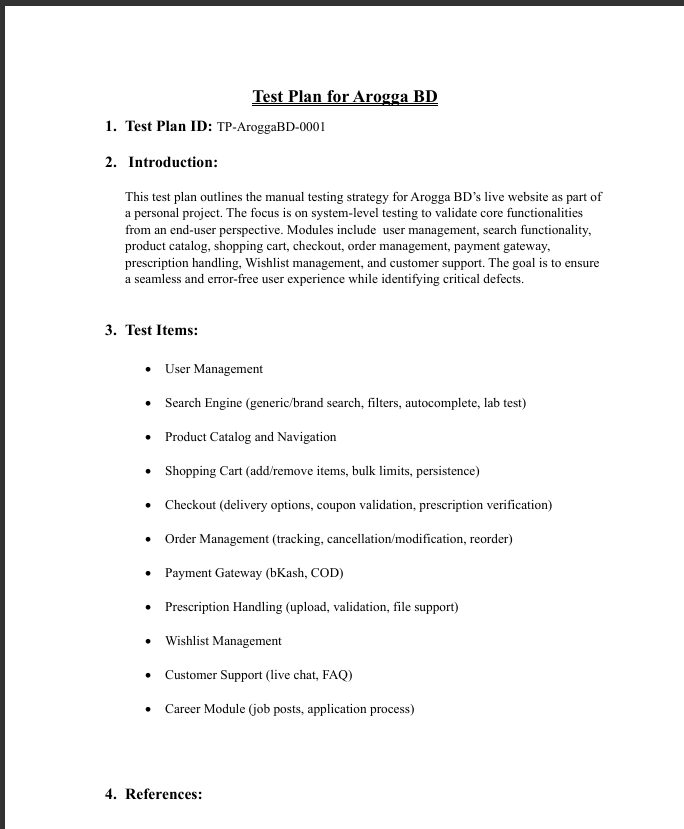 Test Plan for Arogga BD
1. Test Plan ID: TP-AroggaBD-0001
2. Introduction:
This test plan outlines the manual testing strategy for Arogga BD’s live website as part of
a personal project. The focus is on system-level testing to validate core functionalities
from an end-user perspective. Modules include user management, search functionality,
product catalog, shopping cart, checkout, order management, payment gateway,
prescription handling, Wishlist management, and customer support. The goal is to ensure
a seamless and error-free user experience while identifying critical defects.
3. Test Items:
• User Management
• Search Engine (generic/brand search, filters, autocomplete, lab test)
• Product Catalog and Navigation
• Shopping Cart (add/remove items, bulk limits, persistence)
• Checkout (delivery options, coupon validation, prescription verification)
• Order Management (tracking, cancellation/modification, reorder)
• Payment Gateway (bKash, COD)
• Prescription Handling (upload, validation, file support)
• Wishlist Management
• Customer Support (live chat, FAQ)
• Career Module (job posts, application process)
4. References: